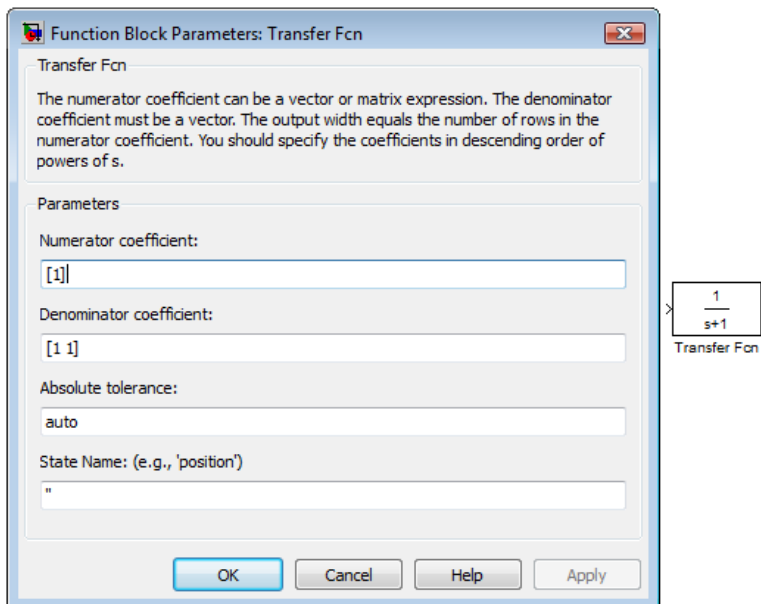 Function Block Parameters: Transfer Fcn
Transfer Fcn
The numerator coefficient can be a vector or matrix expression. The denominator
coefficient must be a vector. The output width equals the number of rows in the
numerator coefficient. You should specify the coefficients in descending order of
powers of s.
Parameters
Numerator coefficient:
[1]
Denominator coefficient:
[1 1]
Absolute tolerance:
auto
State Name: (e.g., 'position')
''
OK Cancel Help Apply
1
s+1
Transfer Fcn